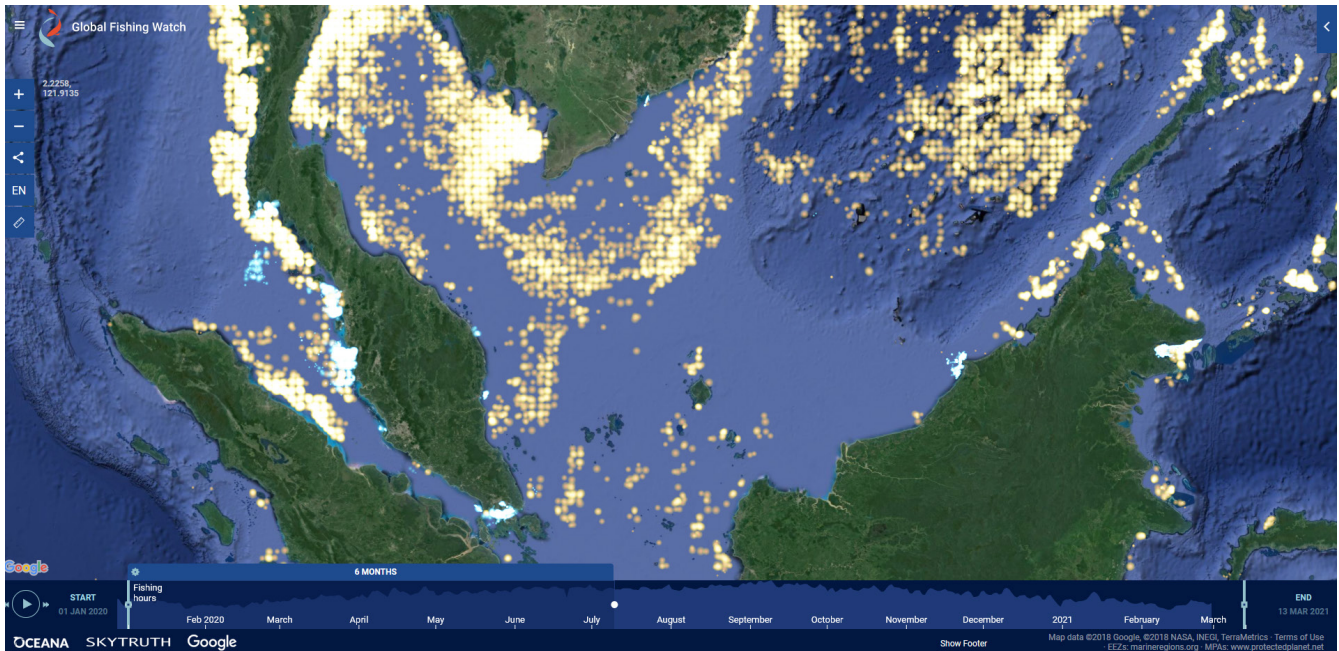 Global Fishing Watch
2.2258,
121.9135
EN
Google
6 MONTHS
Fishing
hours
START
01 JAN 2020
END
13 MAR 2021
Feb 2020 March April May June July August September October November December 2021 February March
OCEANA SKYTRUTH Google
Show Footer
Map data ©2018 Google, ©2018 NASA, INEGI, TerraMetrics - Terms of Use
- EEZs: marineregions.org - MPAs: www.protectedplanet.net